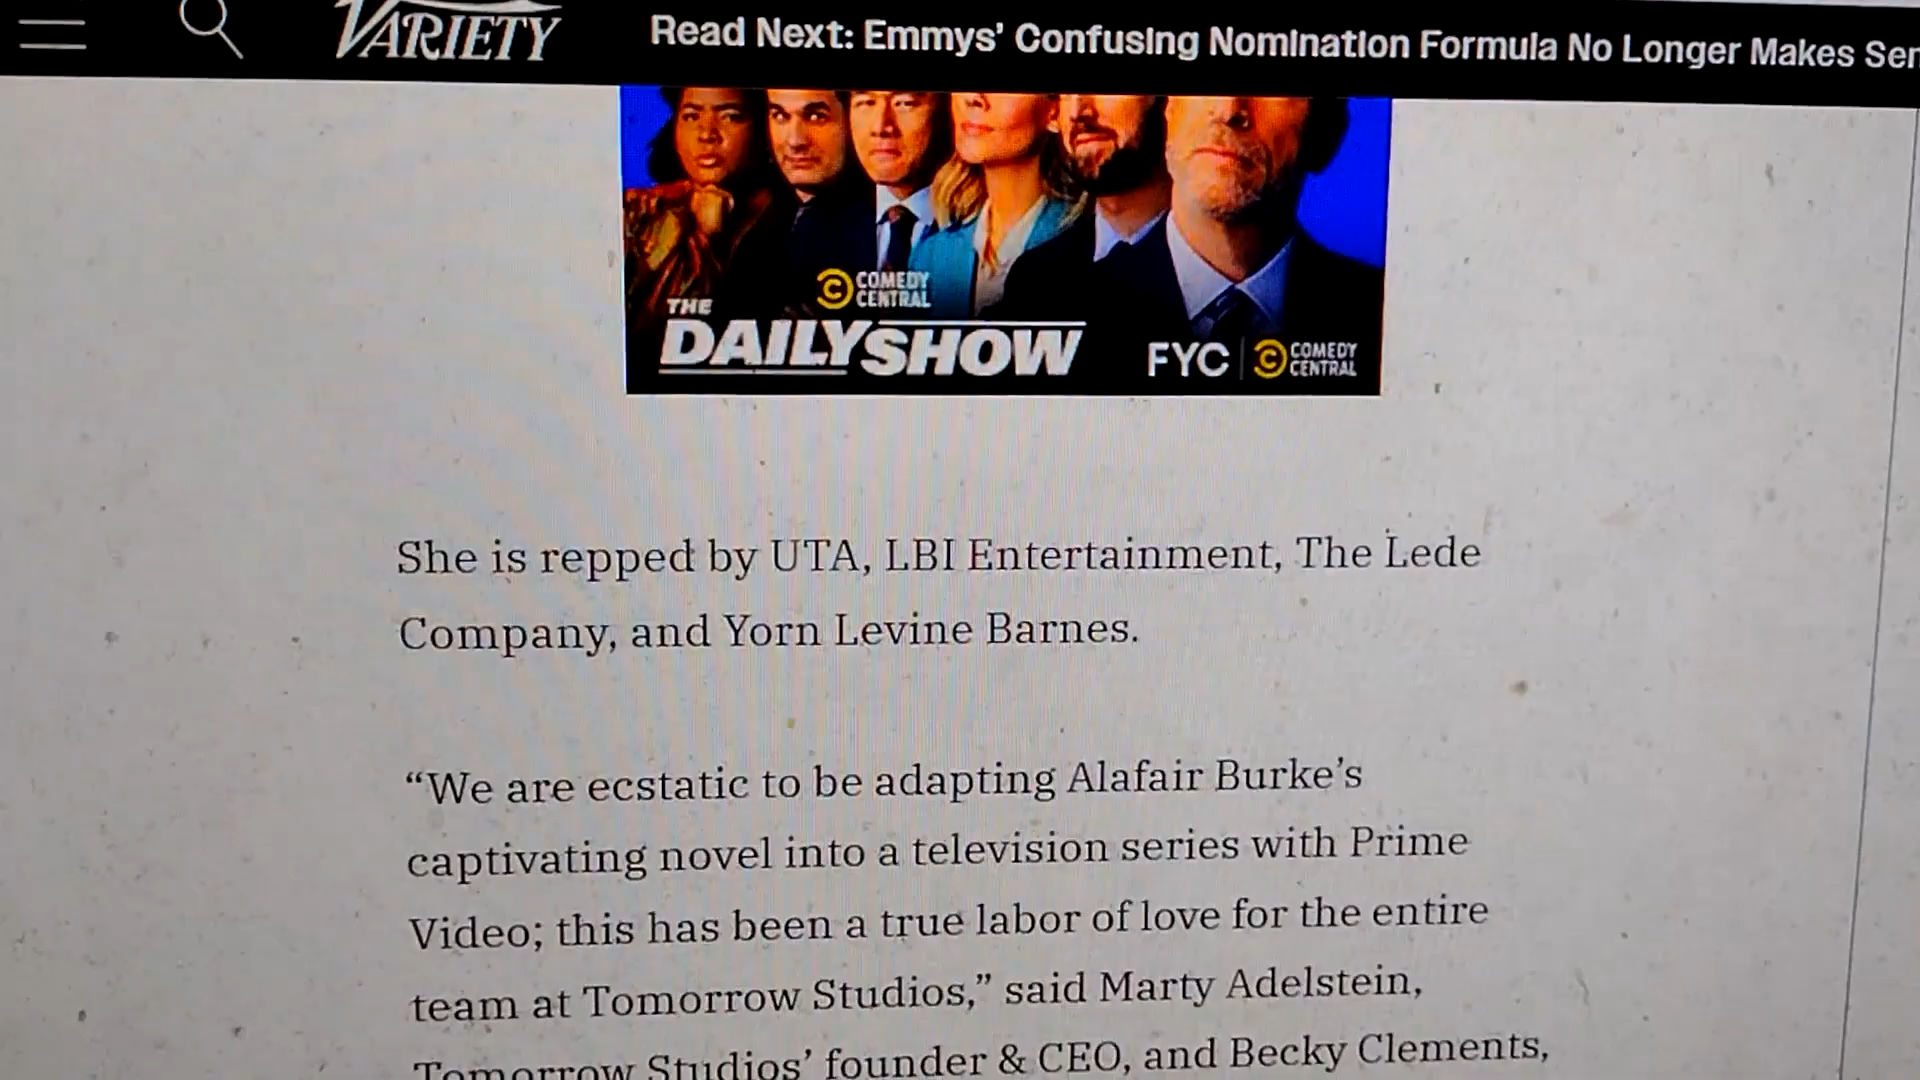 VARIETY
Read Next: Emmys' Confusing Nomination Formula No Longer Makes
COMEDY
CENTRAL
THE
DAILYSHOW
FYC
COMEDY
CENTRAL
She is repped by UTA, LBI Entertainment, The Lede
Company, and Yorn Levine Barnes.
“We are ecstatic to be adapting Alafair Burke’s
captivating novel into a television series with Prime
Video; this has been a true labor of love for the entire
team at Tomorrow Studios,” said Marty Adelstein,
Tomorrow Studios’ founder & CEO, and Becky Clements,